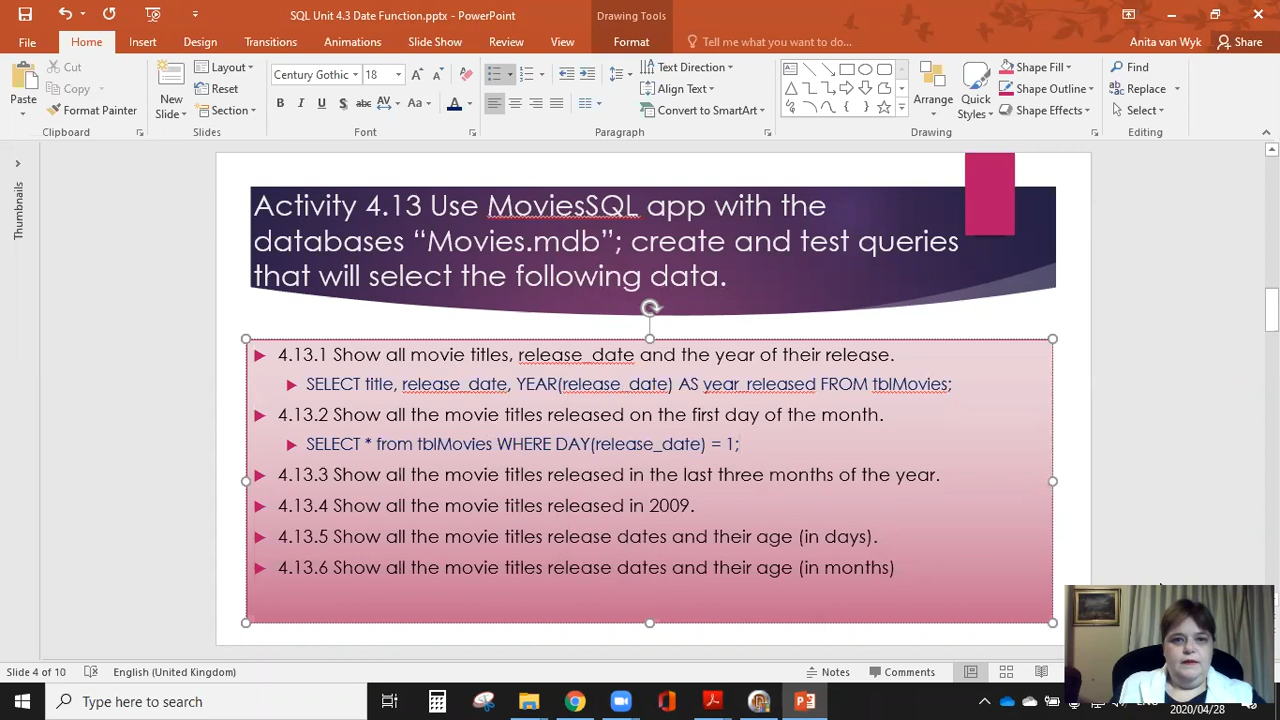 SQL Unit 4.3 Date Function.pptx - PowerPoint
Drawing Tools
File Home Insert Design Transitions Animations Slide Show Review View Format Tell me what you want to do... Anita van Wyk Share
Paste
Cut
Copy
Format Painter
Clipboard
New Slide
Layout
Reset
Section
Slides
Century Gothic 18
B I U S abc AV Aa A
Font
Text Direction
Align Text
Convert to SmartArt
Paragraph
Arrange
Quick Styles
Shape Fill
Shape Outline
Shape Effects
Drawing
Find
Replace
Select
Editing
Thumbnails
Activity 4.13 Use MoviesSQL app with the
databases “Movies.mdb”; create and test queries
that will select the following data.
4.13.1 Show all movie titles, release_date and the year of their release.
SELECT title, release_date, YEAR(release_date) AS year_released FROM tblMovies;
4.13.2 Show all the movie titles released on the first day of the month.
SELECT * from tblMovies WHERE DAY(release_date) = 1;
4.13.3 Show all the movie titles released in the last three months of the year.
4.13.4 Show all the movie titles released in 2009.
4.13.5 Show all the movie titles release dates and their age (in days).
4.13.6 Show all the movie titles release dates and their age (in months)
Slide 4 of 10 English (United Kingdom) Notes Comments
Type here to search
ENG
2020/04/28